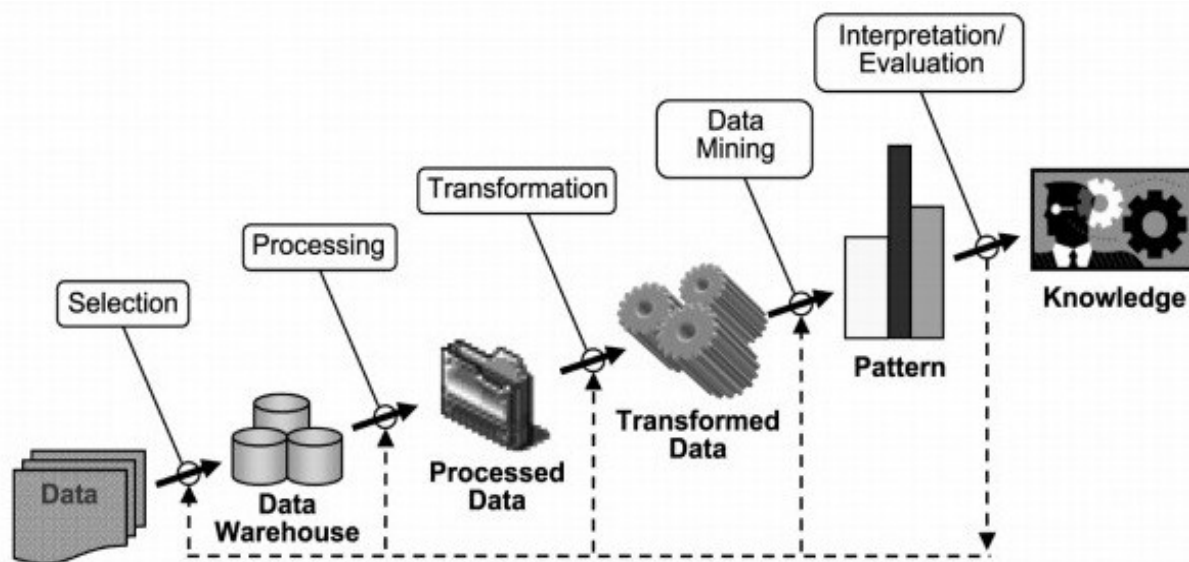 Interpretation/
Evaluation
Data
Mining
Transformation
Processing
Selection
Knowledge
Pattern
Transformed
Data
Processed
Data
Data
Warehouse
Data